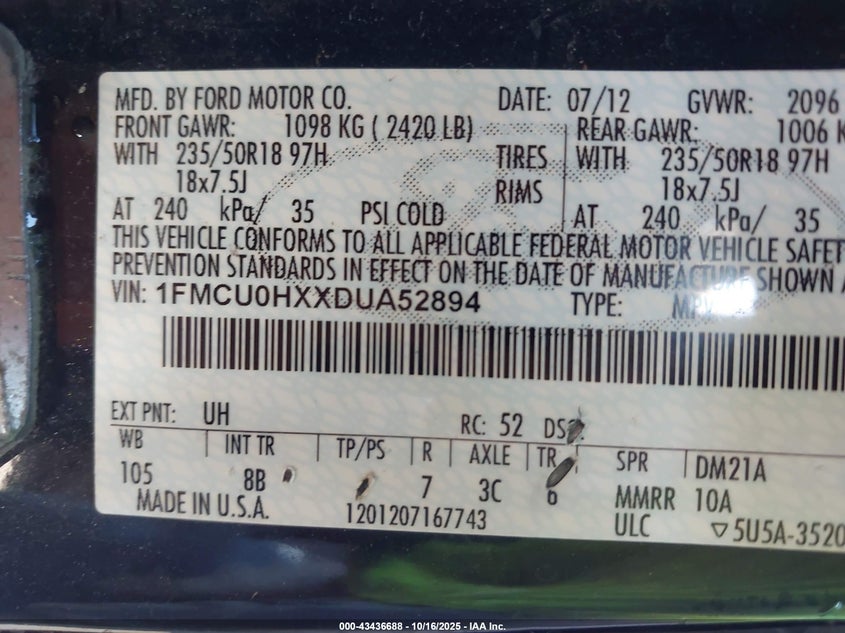 MFD. BY FORD MOTOR CO. DATE: 07/12 GVWR: 2096
FRONT GAWR: 1098 KG ( 2420 LB) REAR GAWR: 1006 K
WITH 235/50R18 97H TIRES WITH 235/50R18 97H
18x7.5J RIMS 18x7.5J
AT 240 kPa/ 35 PSI COLD AT 240 kPa/ 35
THIS VEHICLE CONFORMS TO ALL APPLICABLE FEDERAL MOTOR VEHICLE SAFET
PREVENTION STANDARDS IN EFFECT ON THE DATE OF MANUFACTURE SHOWN A
VIN: 1FMCU0HXXDUA52894 TYPE:
EXT PNT: UH RC: 52
WB INT TR TP/PS R AXLE TR SPR DM21A
105 8B 7 3C 6 MMRR 10A
MADE IN U.S.A. 1201207167743 ULC ▽5U5A-3520
000-43436688 - 10/16/2025 - IAA Inc.